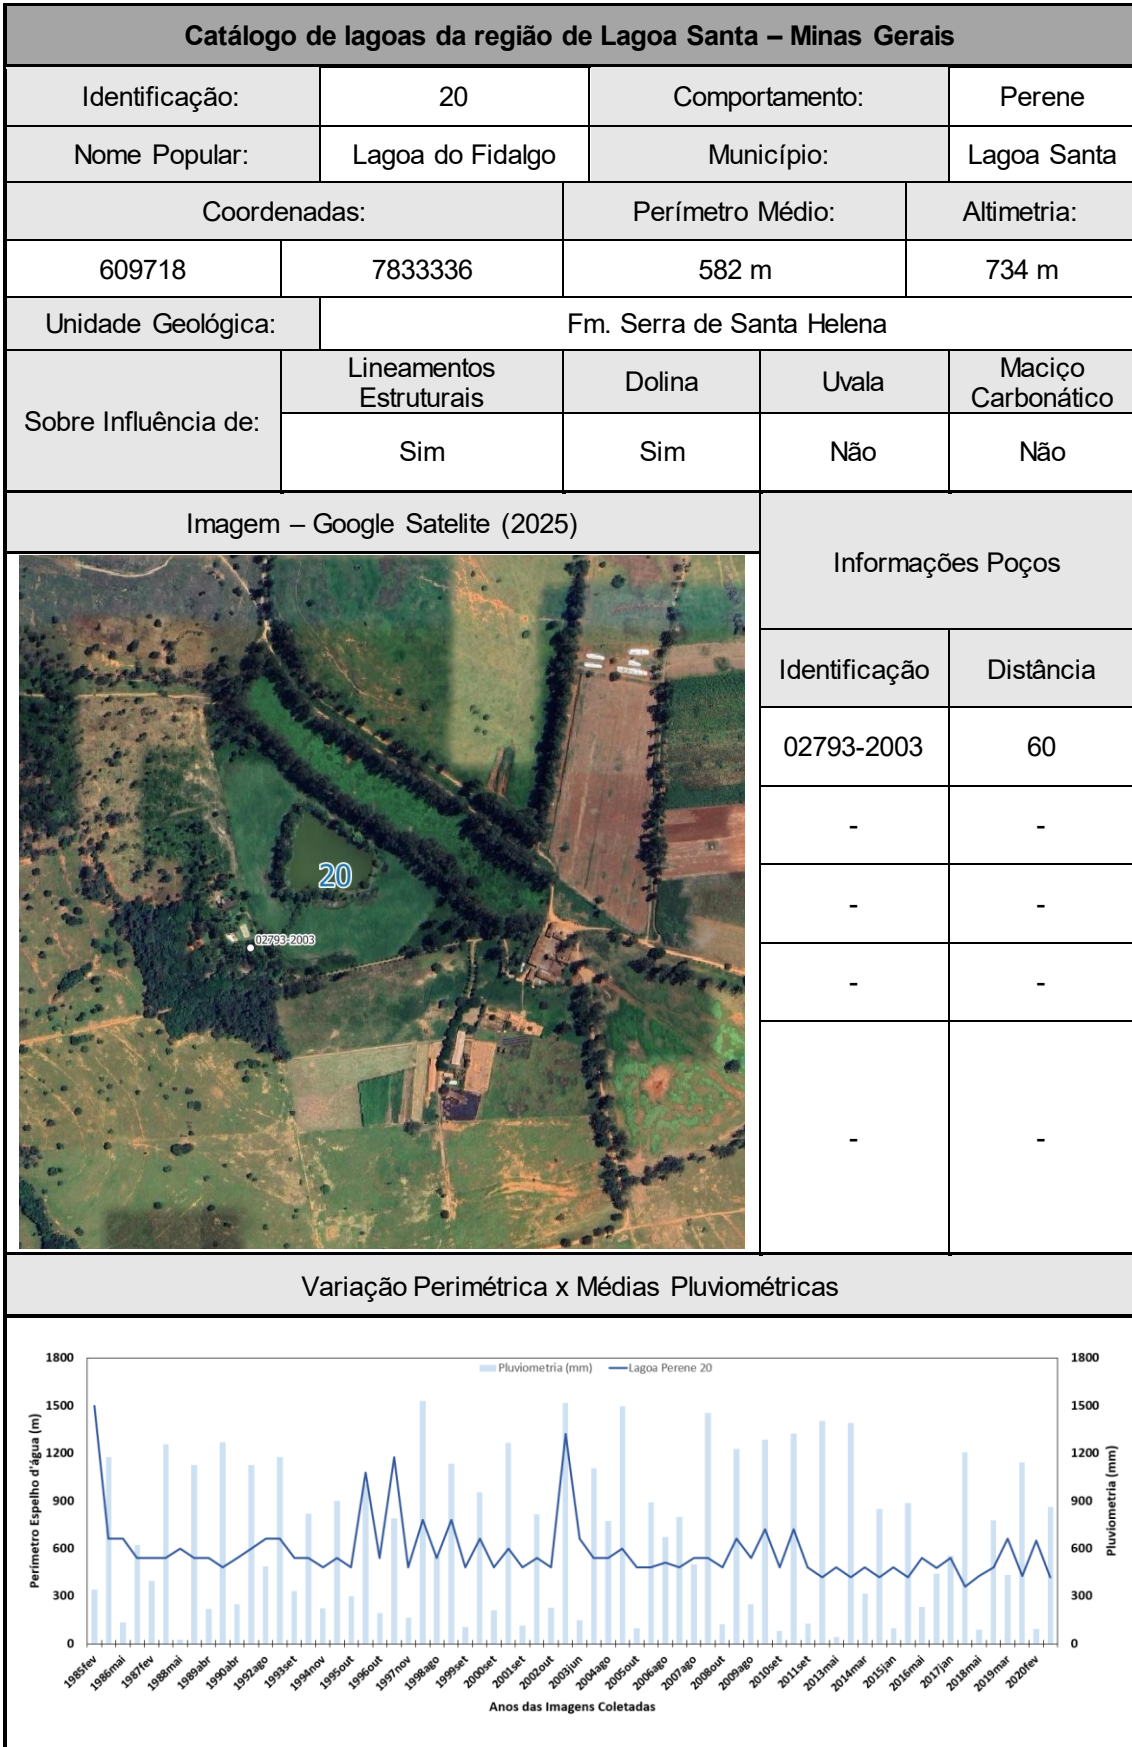 Catálogo de lagoas da região de Lagoa Santa – Minas Gerais
Identificação: 20 Comportamento: Perene
Nome Popular: Lagoa do Fidalgo Município: Lagoa Santa
Coordenadas: Perímetro Médio: Altimetria:
609718 7833336 582 m 734 m
Unidade Geológica: Fm. Serra de Santa Helena
Sobre Influência de:
Lineamentos Estruturais Dolina Uvala Maciço Carbonático
Sim Sim Não Não
Imagem – Google Satelite (2025)
Informações Poços
Identificação Distância
02793-2003 60
- -
- -
- -
- -
20
02793-2003
Variação Perimétrica x Médias Pluviométricas
Pluviometria (mm) Lagoa Perene 20
Perímetro Espelho d'água (m)
1800
1500
1200
900
600
300
0
1800
1500
1200
900
600
300
0
Pluviometria (mm)
1985fev 1986mai 1987fev 1988mai 1989abr 1990abr 1992ago 1993set 1994nov 1995out 1996out 1997nov 1998ago 1999set 2000set 2001set 2002out 2003jun 2004ago 2005out 2006ago 2007ago 2008out 2009ago 2010set 2011set 2013mai 2014mar 2015jan 2016mai 2017jan 2018mai 2019mar 2020fev
Anos das Imagens Coletadas